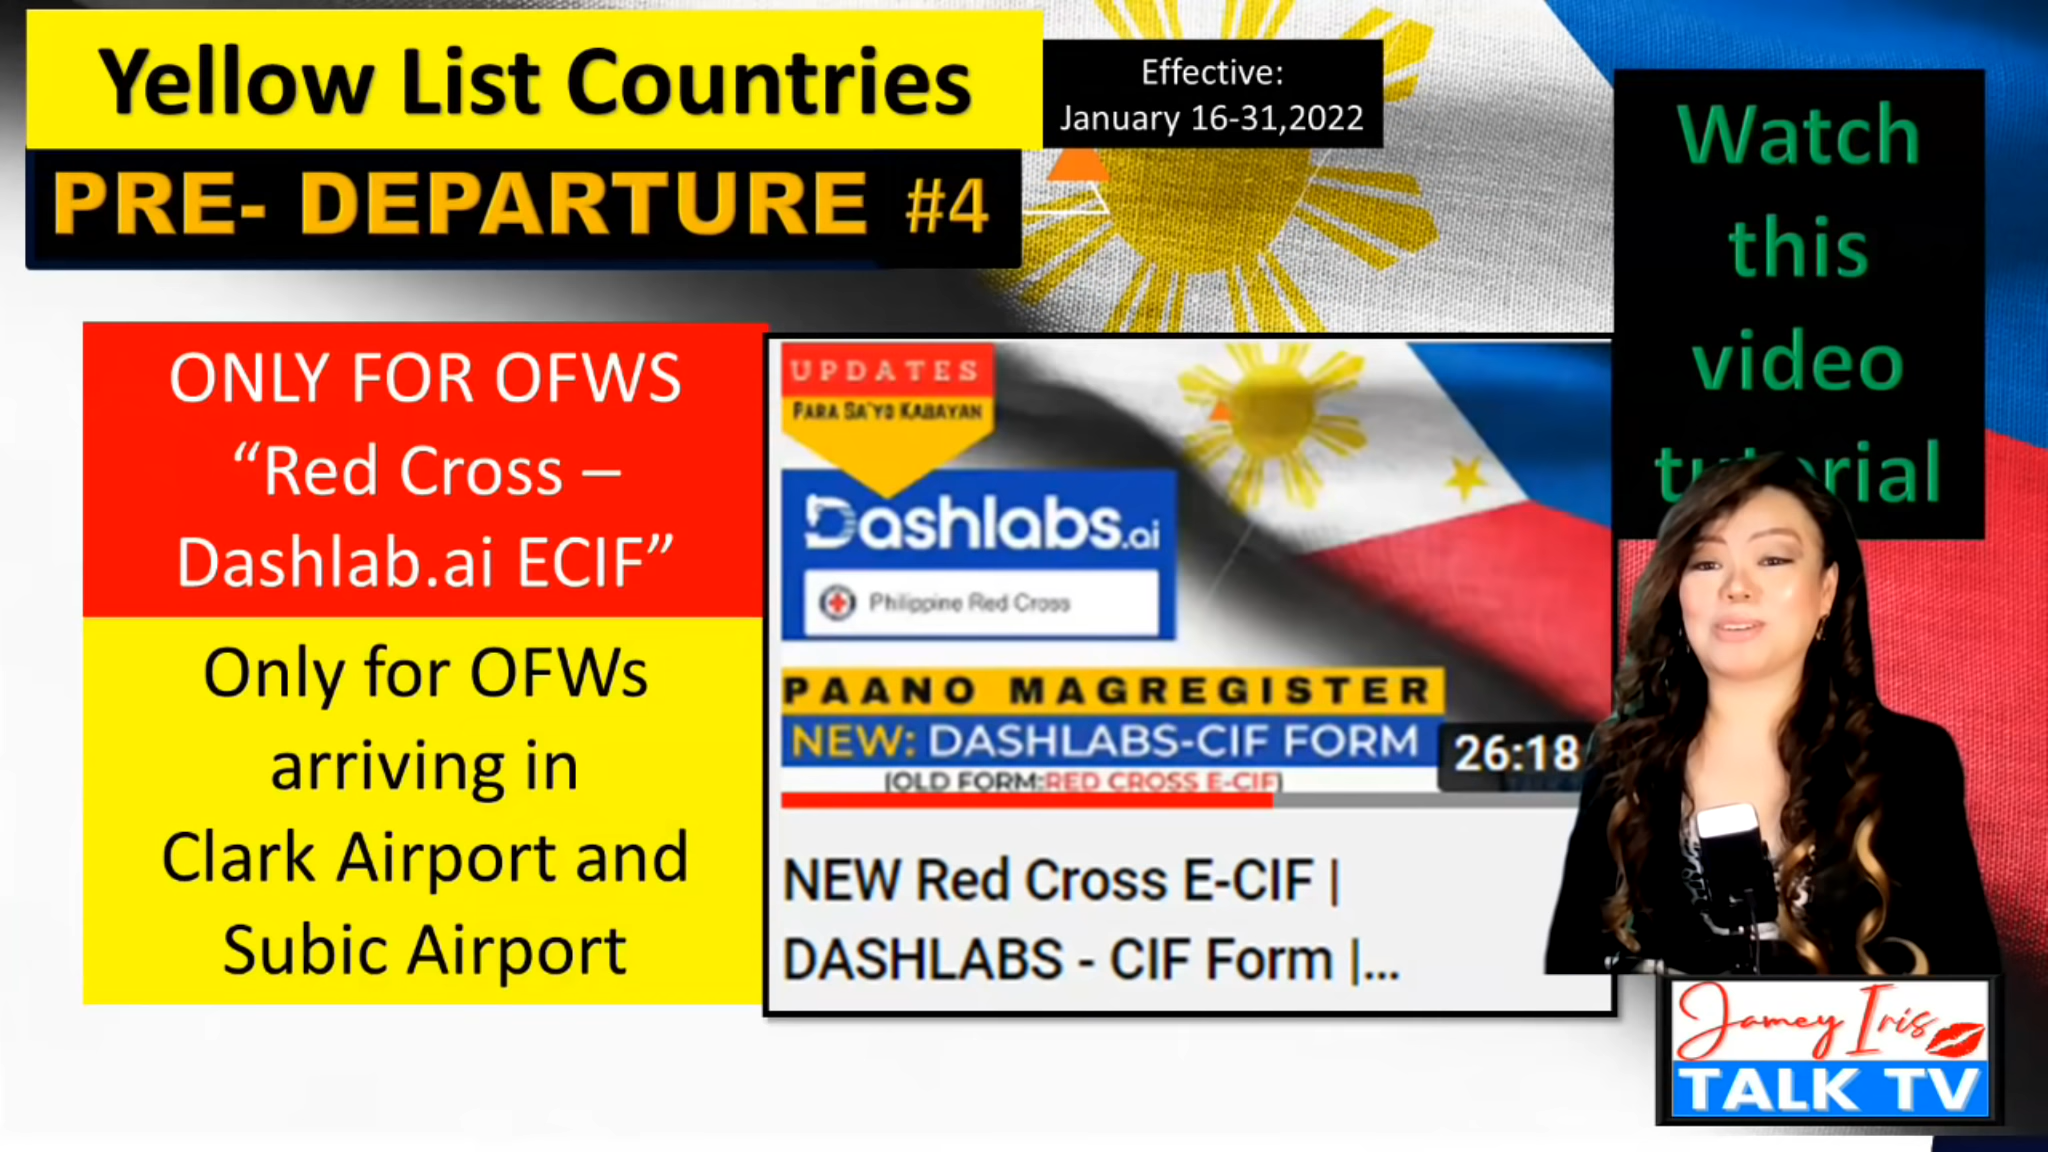 Yellow List Countries
PRE- DEPARTURE #4
Effective:
January 16-31,2022
Watch
this
video
tutorial
ONLY FOR OFWS
“Red Cross –
Dashlab.ai ECIF”
Only for OFWs
arriving in
Clark Airport and
Subic Airport
UPDATES
PARA SA'YO KABAYAN
Dashlabs.ai
Philippine Red Cross
PAANO MAGREGISTER
NEW: DASHLABS-CIF FORM
(OLD FORM:RED CROSS E-CIF)
26:18
NEW Red Cross E-CIF |
DASHLABS - CIF Form |...
Jamey Iris
TALK TV